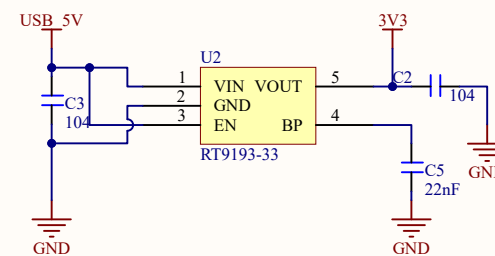 USB_5V
3V3
U2
1 VIN VOUT 5
2 GND
3 EN BP 4
RT9193-33
C3
104
C2
104
C5
22nF
GND
GND
GND